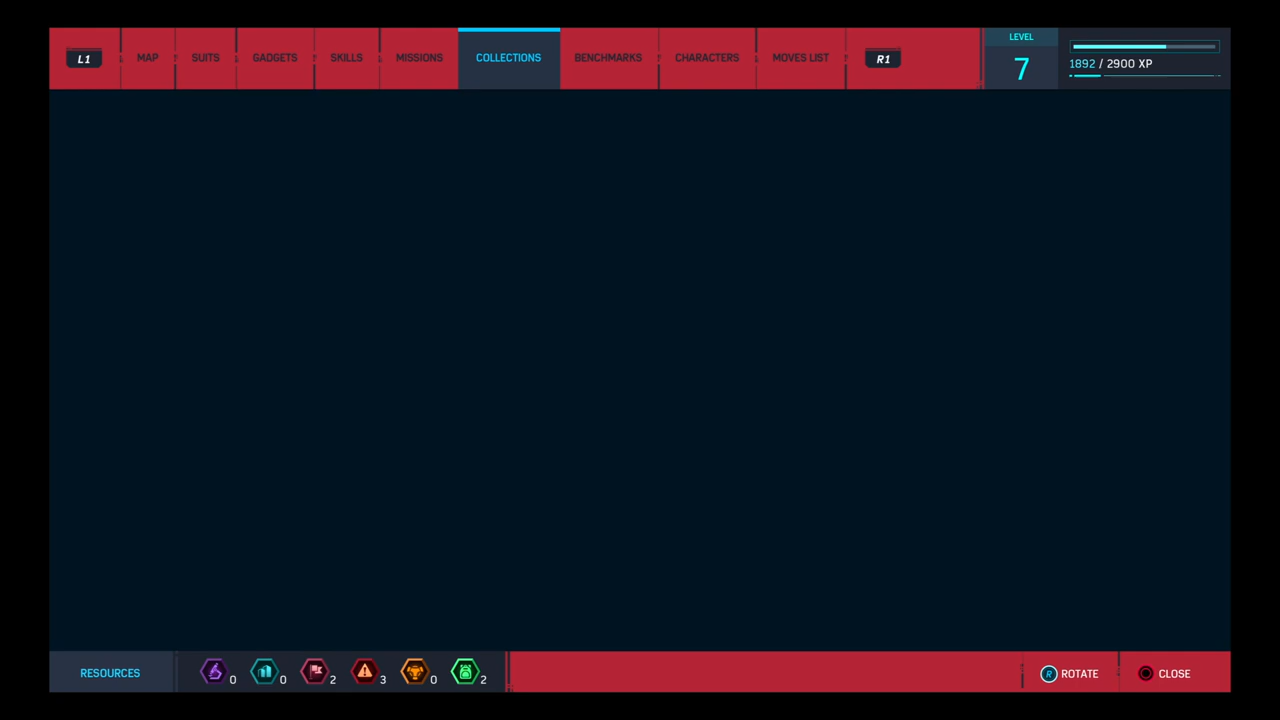 L1 MAP SUITS GADGETS SKILLS MISSIONS COLLECTIONS BENCHMARKS CHARACTERS MOVES LIST R1
LEVEL
7
1892 / 2900 XP
RESOURCES 0 0 2 3 0 2 R ROTATE CLOSE